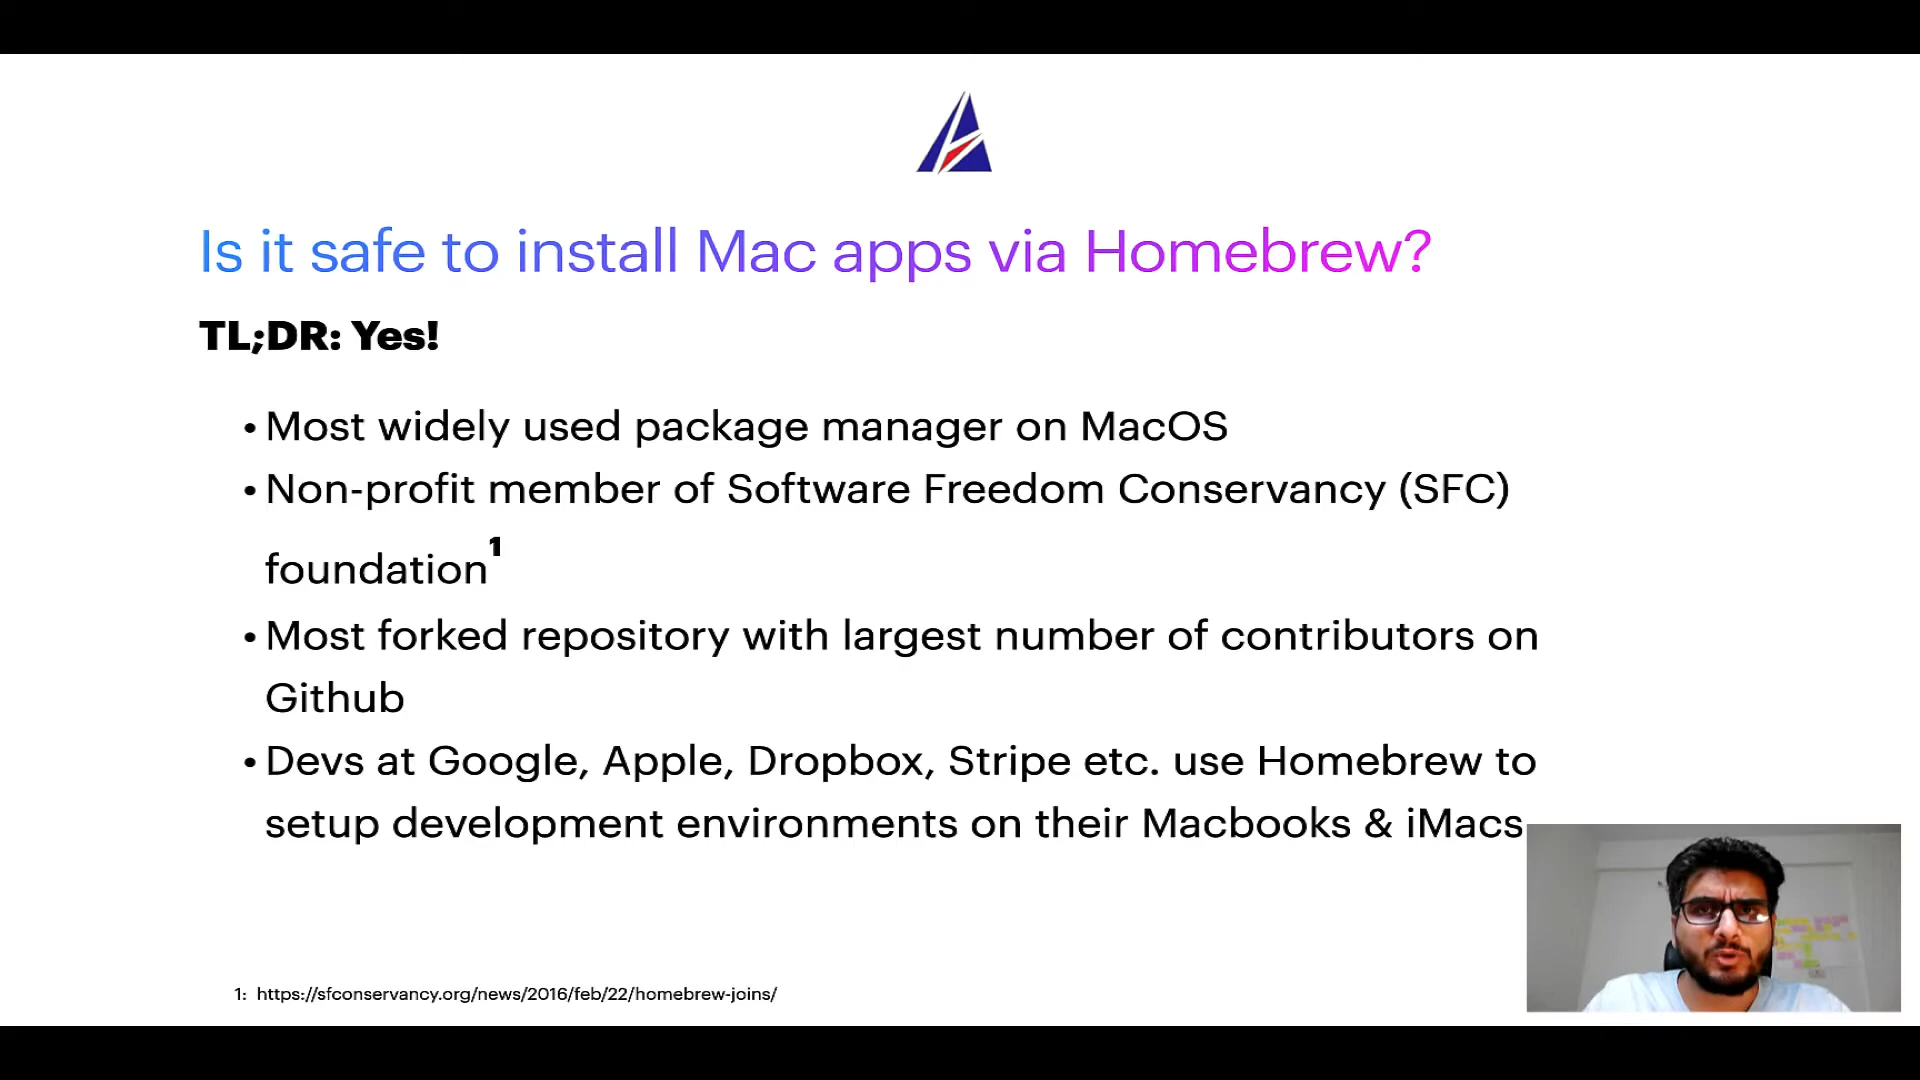 Is it safe to install Mac apps via Homebrew?
TL;DR: Yes!
• Most widely used package manager on MacOS
• Non-profit member of Software Freedom Conservancy (SFC)
foundation1
• Most forked repository with largest number of contributors on
Github
• Devs at Google, Apple, Dropbox, Stripe etc. use Homebrew to
setup development environments on their Macbooks & iMacs
1: https://sfconservancy.org/news/2016/feb/22/homebrew-joins/